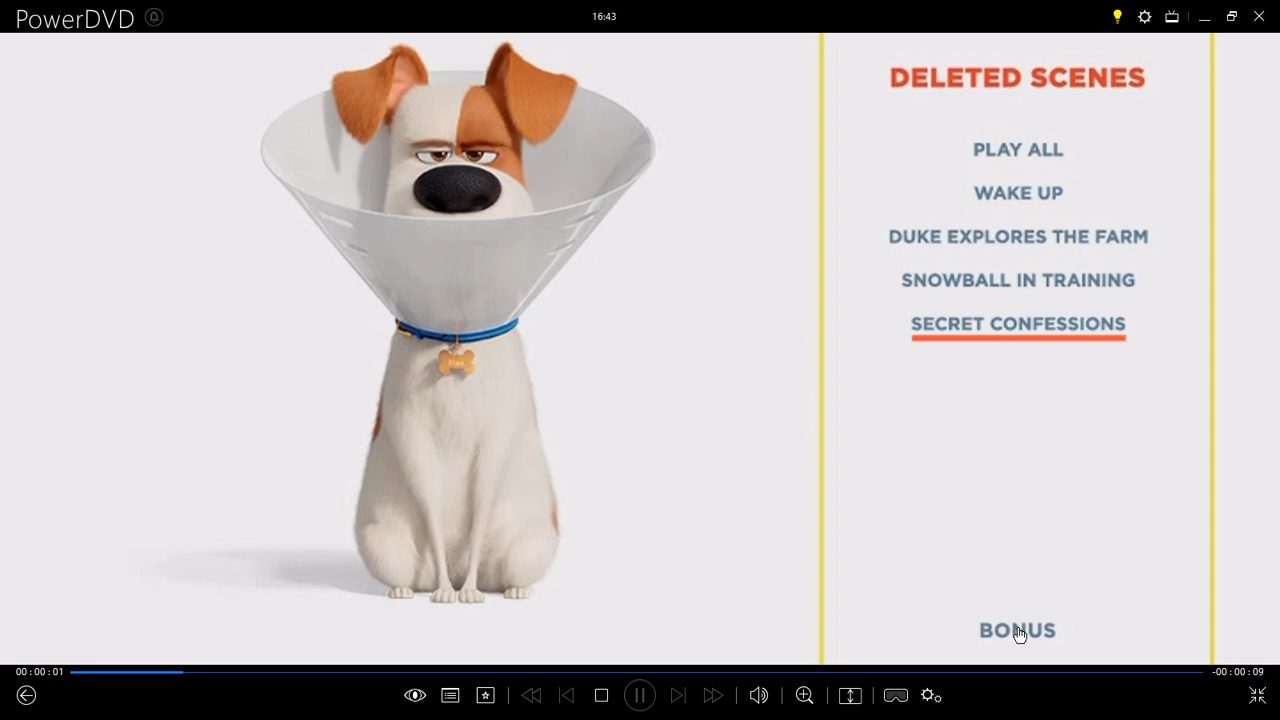 PowerDVD
16:43
DELETED SCENES
PLAY ALL
WAKE UP
DUKE EXPLORES THE FARM
SNOWBALL IN TRAINING
SECRET CONFESSIONS
BONUS
00:00:01
-00:00:09